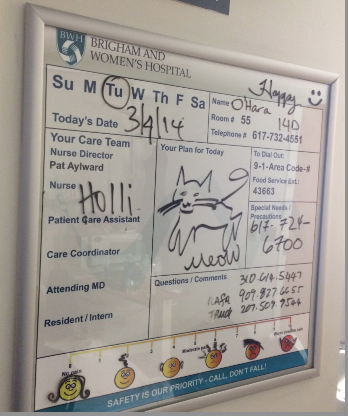 BWH
BRIGHAM AND
WOMEN'S HOSPITAL
Su M Tu W Th F Sa
Happy
Today's Date 3/4/14
Name O'Hara
Room # 55 14D
Telephone # 617-732-4551
Your Care Team
Nurse Director
Pat Aylward
Nurse Holli
Patient Care Assistant
Care Coordinator
Attending MD
Resident / Intern
Your Plan for Today
meow
To Dial Out:
9-1-Area Code-#
Food Service Ext.:
43663
Special Needs /
Precautions
617-724-
6700
Questions / Comments
310.614.5447
909.827.6655
207.509.9564
No pain
Moderate pain
SAFETY IS OUR PRIORITY - CALL, DON'T FALL!